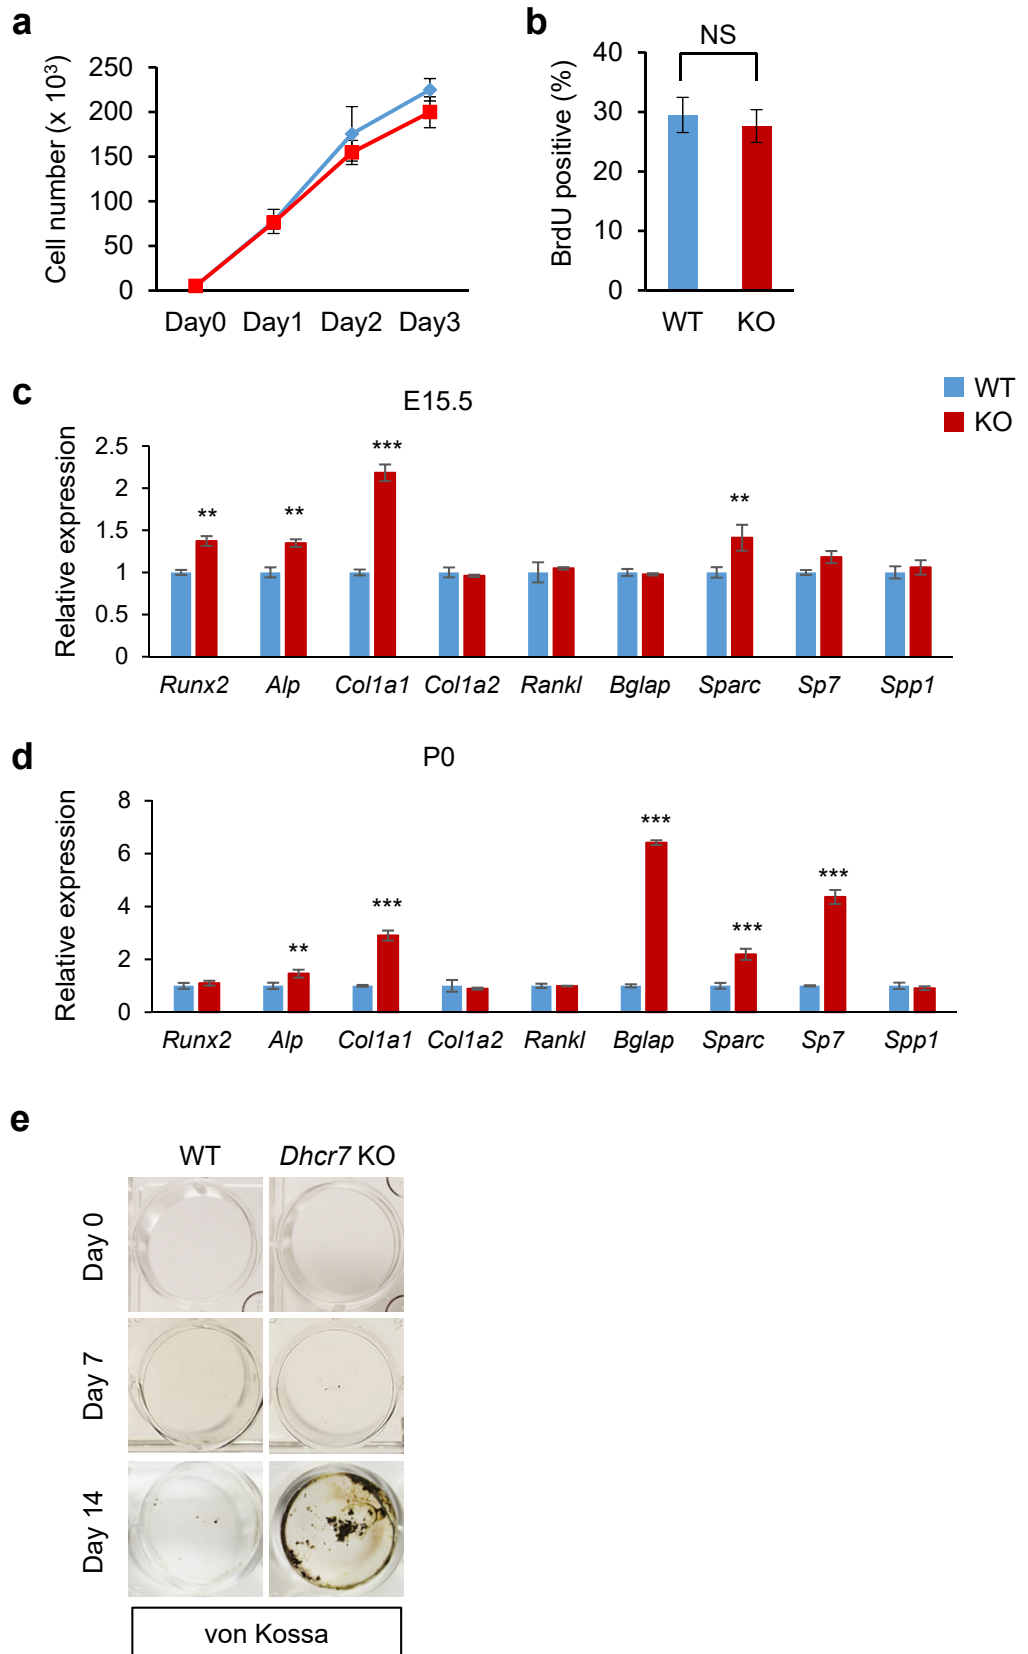 a
Cell number (x 10³)
250
200
150
100
50
0
Day0 Day1 Day2 Day3
b
NS
BrdU positive (%)
40
30
20
10
0
WT KO
WT
KO
c
E15.5
Relative expression
2.5
2
1.5
1
0.5
0
** ** *** **
Runx2 Alp Col1a1 Col1a2 Rankl Bglap Sparc Sp7 Spp1
d
P0
Relative expression
8
6
4
2
0
** *** *** *** ***
Runx2 Alp Col1a1 Col1a2 Rankl Bglap Sparc Sp7 Spp1
e
WT Dhcr7 KO
Day 0
Day 7
Day 14
von Kossa